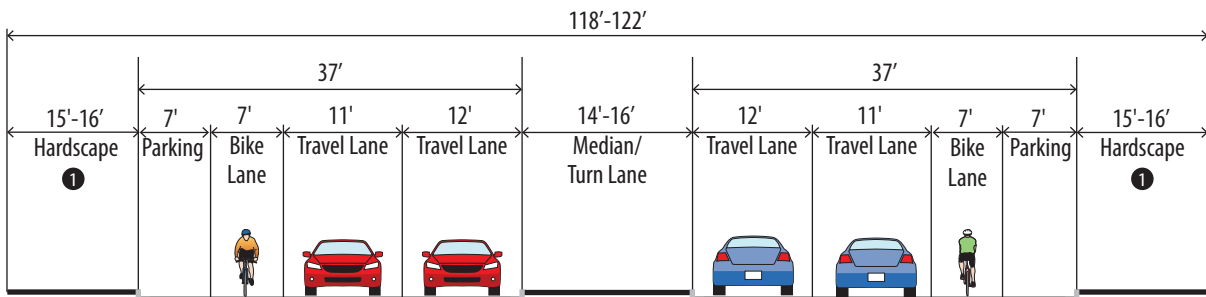 118’-122’
37’
37’
15'-16’
7'
7'
11'
12'
14'-16’
12'
11'
7'
7'
15'-16’
Hardscape
Parking
Bike
Lane
Travel Lane
Travel Lane
Median/
Turn Lane
Travel Lane
Travel Lane
Bike
Lane
Parking
Hardscape
1
1